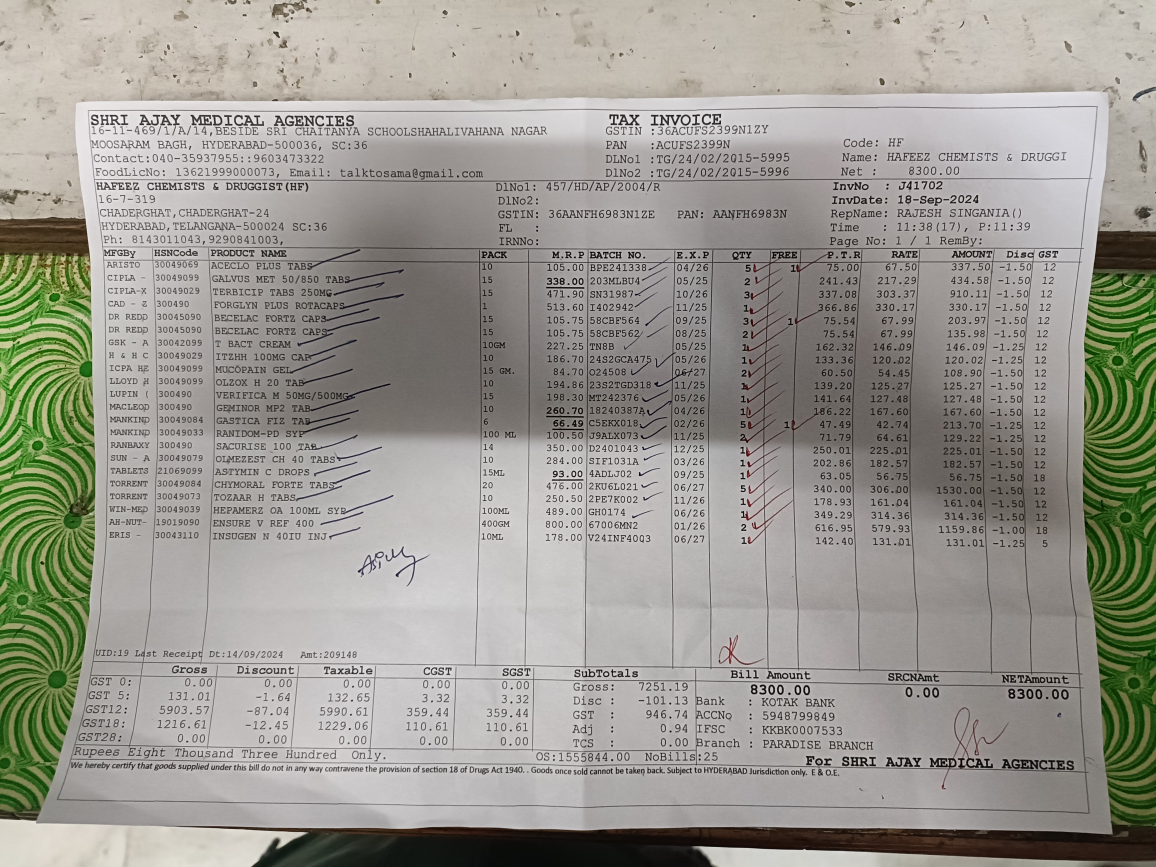 SHRI AJAY MEDICAL AGENCIES TAX INVOICE
16-11-469/1/A/14,BESIDE SRI CHAITANYA SCHOOLSHAHALIVAHANA NAGAR GSTIN :36ACUFS2399N1ZY
MOOSARAM BAGH, HYDERABAD-500036, SC:36 PAN :ACUFS2399N Code: HF
Contact:040-35937955::9603473322 DLNo1 :TG/24/02/2015-5995 Name: HAFEEZ CHEMISTS & DRUGGI
FoodLicNo: 13621999000073, Email: talktosama@gmail.com DLNo2 :TG/24/02/2015-5996 Net : 8300.00
HAFEEZ CHEMISTS & DRUGGIST(HF) DlNo1: 457/HD/AP/2004/R InvNo : J41702
16-7-319 DlNo2: InvDate: 18-Sep-2024
CHADERGHAT,CHADERGHAT-24 GSTIN: 36AANFH6983N1ZE PAN: AANFH6983N RepName: RAJESH SINGANIA()
HYDERABAD,TELANGANA-500024 SC:36 FL : Time : 11:38(17), P:11:39
Ph: 8143011043,9290841003, IRNNo: Page No: 1 / 1 RemBy:
MFGBy HSNCode PRODUCT NAME PACK M.R.P BATCH NO. E.X.P QTY FREE P.T.R RATE AMOUNT Disc GST
ARISTO 30049069 ACECLO PLUS TABS 10 105.00 BPE241338 04/26 5 1 75.00 67.50 337.50 -1.50 12
CIPLA - 30049099 GALVUS MET 50/850 TABS 15 338.00 203MLBU4 05/26 2 241.43 217.29 434.58 -1.50 12
CIPLA-X 30049029 TERBICIP TABS 250MG 15 471.90 SN31987 10/26 3 337.08 303.37 910.11 -1.50 12
CAD - Z 300490 FORGLYN PLUS ROTACAPS 1 513.60 I402942 11/25 1 366.86 330.17 330.17 -1.50 12
DR REDD 30045090 BECELAC FORTZ CAPS 15 105.75 58CBF564 09/25 3 1 75.54 67.99 203.97 -1.50 12
DR REDD 30045090 BECELAC FORTZ CAPS 15 105.75 58CBF562 08/25 2 75.54 67.99 135.98 -1.50 12
GSK - A 30042099 T BACT CREAM 10GM 227.25 TN8B 05/26 1 162.32 146.09 146.09 -1.25 12
H & H C 30049029 ITZHH 100MG CAP 10 186.70 24S2GCA475 05/26 1 133.36 120.02 120.02 -1.50 12
ICPA HE 30049099 MUCOPAIN GEL 15 GM. 84.70 O24508 06/27 2 60.50 54.45 108.90 -1.50 12
LLOYD H 30049099 OLZOX H 20 TAB 10 194.86 23S2TGD318 11/25 1 139.20 125.27 125.27 -1.50 12
LUPIN ( 300490 VERIFICA M 50MG/500MG 15 198.30 MT242376 05/26 1 141.64 127.48 127.48 -1.50 12
MACLEOD 300490 GEMINOR MP2 TAB 10 260.70 18240387A 04/26 1 186.22 167.60 167.60 -1.50 12
MANKIND 30049084 GASTICA FIZ TAB 6 66.49 C5EKX018 02/26 5 1 47.49 42.74 213.70 -1.25 12
MANKIND 30049033 RANIDOM-PD SYP 100 ML 100.50 J9ALX073 11/25 2 71.79 64.61 129.22 -1.50 12
RANBAXY 300490 SACURISE 100 TAB 14 350.00 D2401043 12/25 1 250.01 225.01 225.01 -1.50 12
SUN - A 30049079 OLMEZEST CH 40 TABS 10 284.00 SIF1031A 03/26 1 202.86 182.57 182.57 -1.50 12
TABLETS 21069099 ASTYMIN C DROPS 15ML 93.00 4ADLJ02 09/25 1 63.05 56.75 56.75 -1.50 18
TORRENT 30049084 CHYMORAL FORTE TABS 20 476.00 2KU6L021 06/27 5 340.00 306.00 1530.00 -1.50 12
TORRENT 30049073 TOZAAR H TABS 10 250.50 2PE7K002 11/26 1 178.93 161.04 161.04 -1.50 12
WIN-MED 30049039 HEPAMERZ OA 100ML SYP 100ML 489.00 GH0174 06/26 1 349.29 314.36 314.36 -1.50 12
AH-NUT- 19019090 ENSURE V REF 400 400GM 800.00 67006MN2 01/26 2 616.95 579.93 1159.86 -1.00 18
ERIS - 30043110 INSUGEN N 40IU INJ 10ML 178.00 V24INF4003 06/27 1 142.40 131.01 131.01 -1.25 5
UID:19 Last Receipt Dt:14/09/2024 Amt:209148
Gross Discount Taxable CGST SGST SubTotals Bill Amount SRCNAmt NETAmount
GST 0: 0.00 0.00 0.00 0.00 0.00 Gross: 7251.19 8300.00 0.00 8300.00
GST 5: 131.01 -1.64 132.65 3.32 3.32 Disc : -101.13 Bank : KOTAK BANK
GST12: 5903.57 -87.04 5990.61 359.44 359.44 GST : 946.74 ACCNo : 5948799849
GST18: 1216.61 -12.45 1229.06 110.61 110.61 Adj : 0.94 IFSC : KKBK0007533
GST28: 0.00 0.00 0.00 0.00 0.00 TCS : 0.00 Branch : PARADISE BRANCH
Rupees Eight Thousand Three Hundred Only. OS:1555844.00 NoBills:25 For SHRI AJAY MEDICAL AGENCIES
We hereby certify that goods supplied under this bill do not in any way contravene the provision of section 18 of Drugs Act 1940. . Goods once sold cannot be taken back. Subject to HYDERABAD Jurisdiction only. E & O.E.